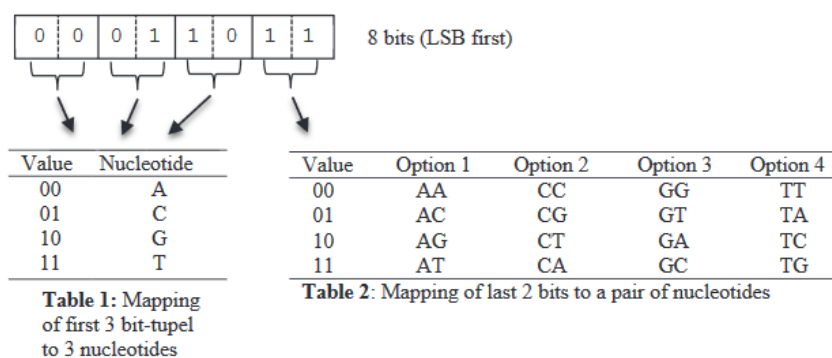 0 0 0 1 1 0 1 1 8 bits (LSB first)
Value Nucleotide
00 A
01 C
10 G
11 T
Table 1: Mapping
of first 3 bit-tupel
to 3 nucleotides
Value Option 1 Option 2 Option 3 Option 4
00 AA CC GG TT
01 AC CG GT TA
10 AG CT GA TC
11 AT CA GC TG
Table 2: Mapping of last 2 bits to a pair of nucleotides